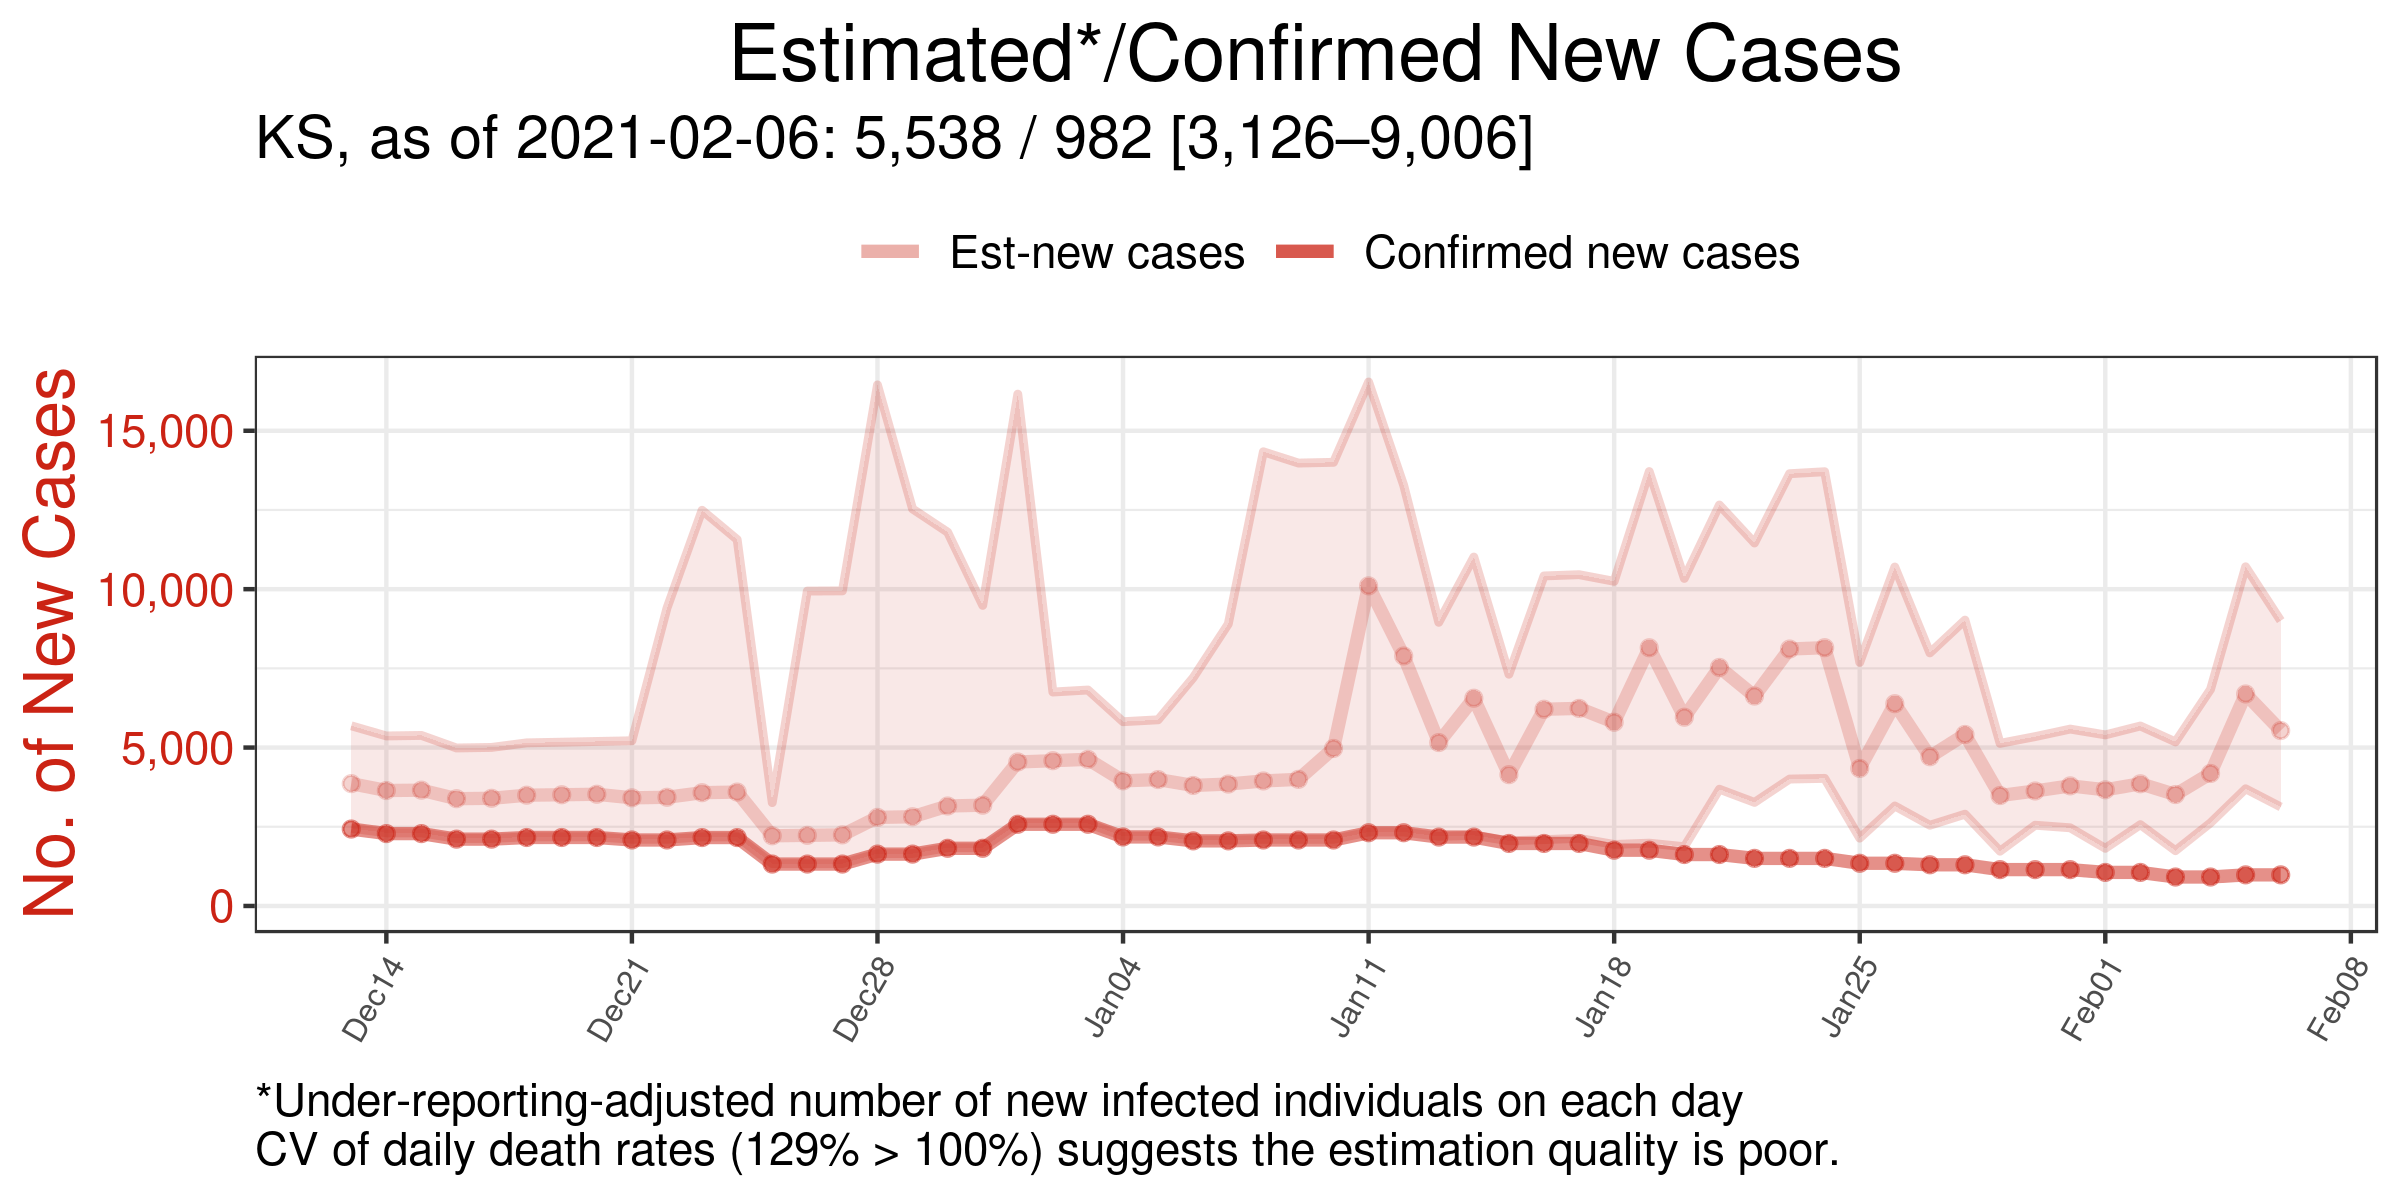 Estimated*/Confirmed New Cases
KS, as of 2021-02-06: 5,538 / 982 [3,126–9,006]
Est-new cases Confirmed new cases
No. of New Cases
15,000
10,000
5,000
0
Dec14 Dec21 Dec28 Jan04 Jan11 Jan18 Jan25 Feb01 Feb08
*Under-reporting-adjusted number of new infected individuals on each day
CV of daily death rates (129% > 100%) suggests the estimation quality is poor.